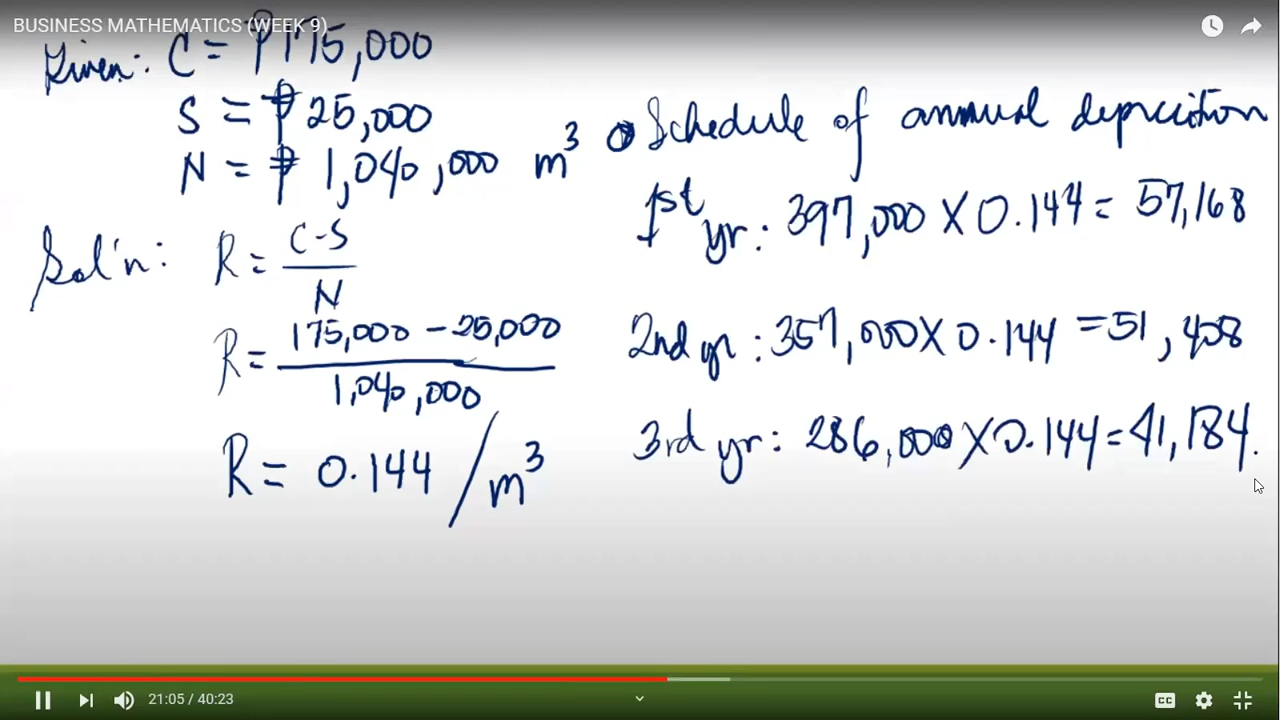 BUSINESS MATHEMATICS (WEEK 9)
Given: C = ₱175,000
S = ₱ 25,000
N = ₱ 1,040,000 m³
Sol'n: R = C-S
N
R = 175,000 - 25,000
1,040,000
R = 0.144 / m³
Schedule of annual depreciation
1st yr: 397,000 X 0.144 = 57,168
2nd yr: 357,000 X 0.144 = 51,408
3rd yr: 286,000 X 0.144 = 41,184.
21:05 / 40:23
CC